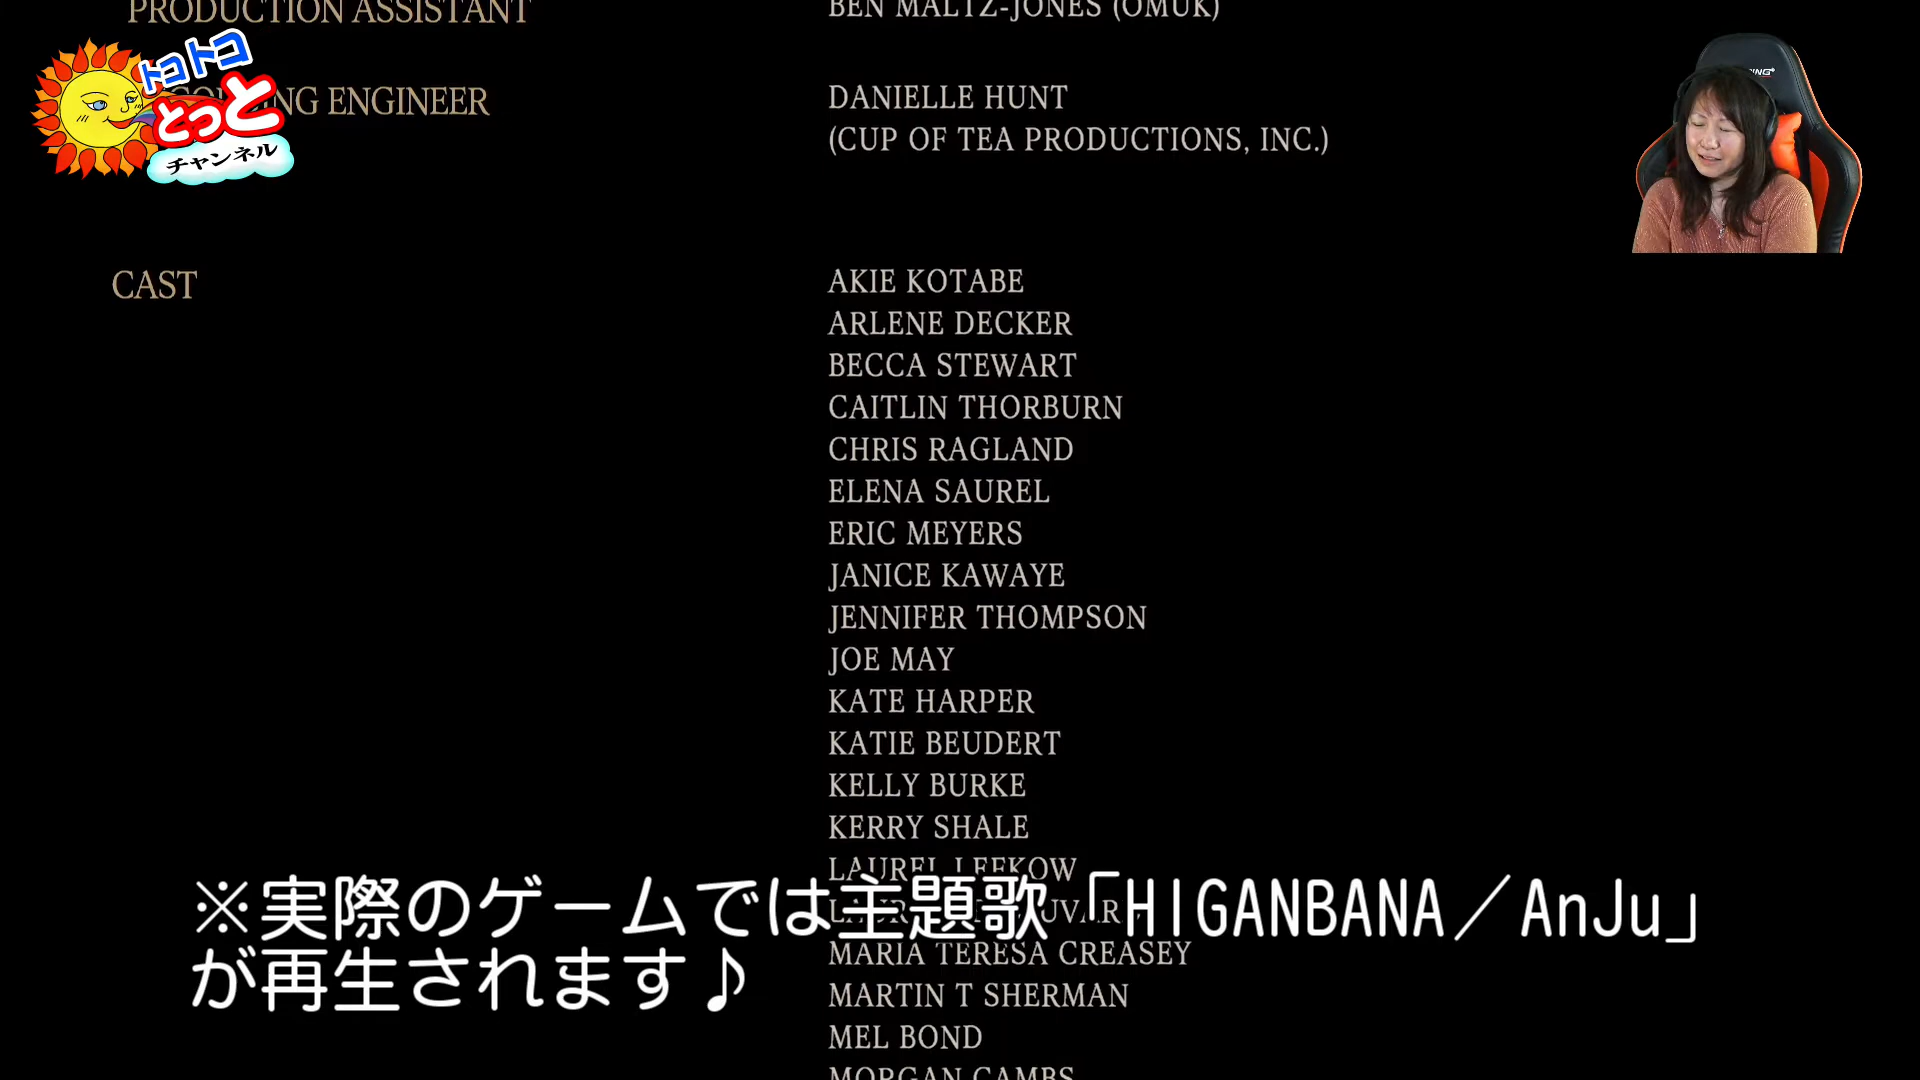 PRODUCTION ASSISTANT
BEN MALTZ-JONES (OMUK)
トコトコ
とっと
チャンネル
ENGINEER
DANIELLE HUNT
(CUP OF TEA PRODUCTIONS, INC.)
CAST
AKIE KOTABE
ARLENE DECKER
BECCA STEWART
CAITLIN THORBURN
CHRIS RAGLAND
ELENA SAUREL
ERIC MEYERS
JANICE KAWAYE
JENNIFER THOMPSON
JOE MAY
KATE HARPER
KATIE BEUDERT
KELLY BURKE
KERRY SHALE
LAUREL LEFKOW
※実際のゲームでは主題歌「HIGANBANA／AnJu」
が再生されます♪
MARIA TERESA CREASEY
MARTIN T SHERMAN
MEL BOND
MORGAN CAMBS